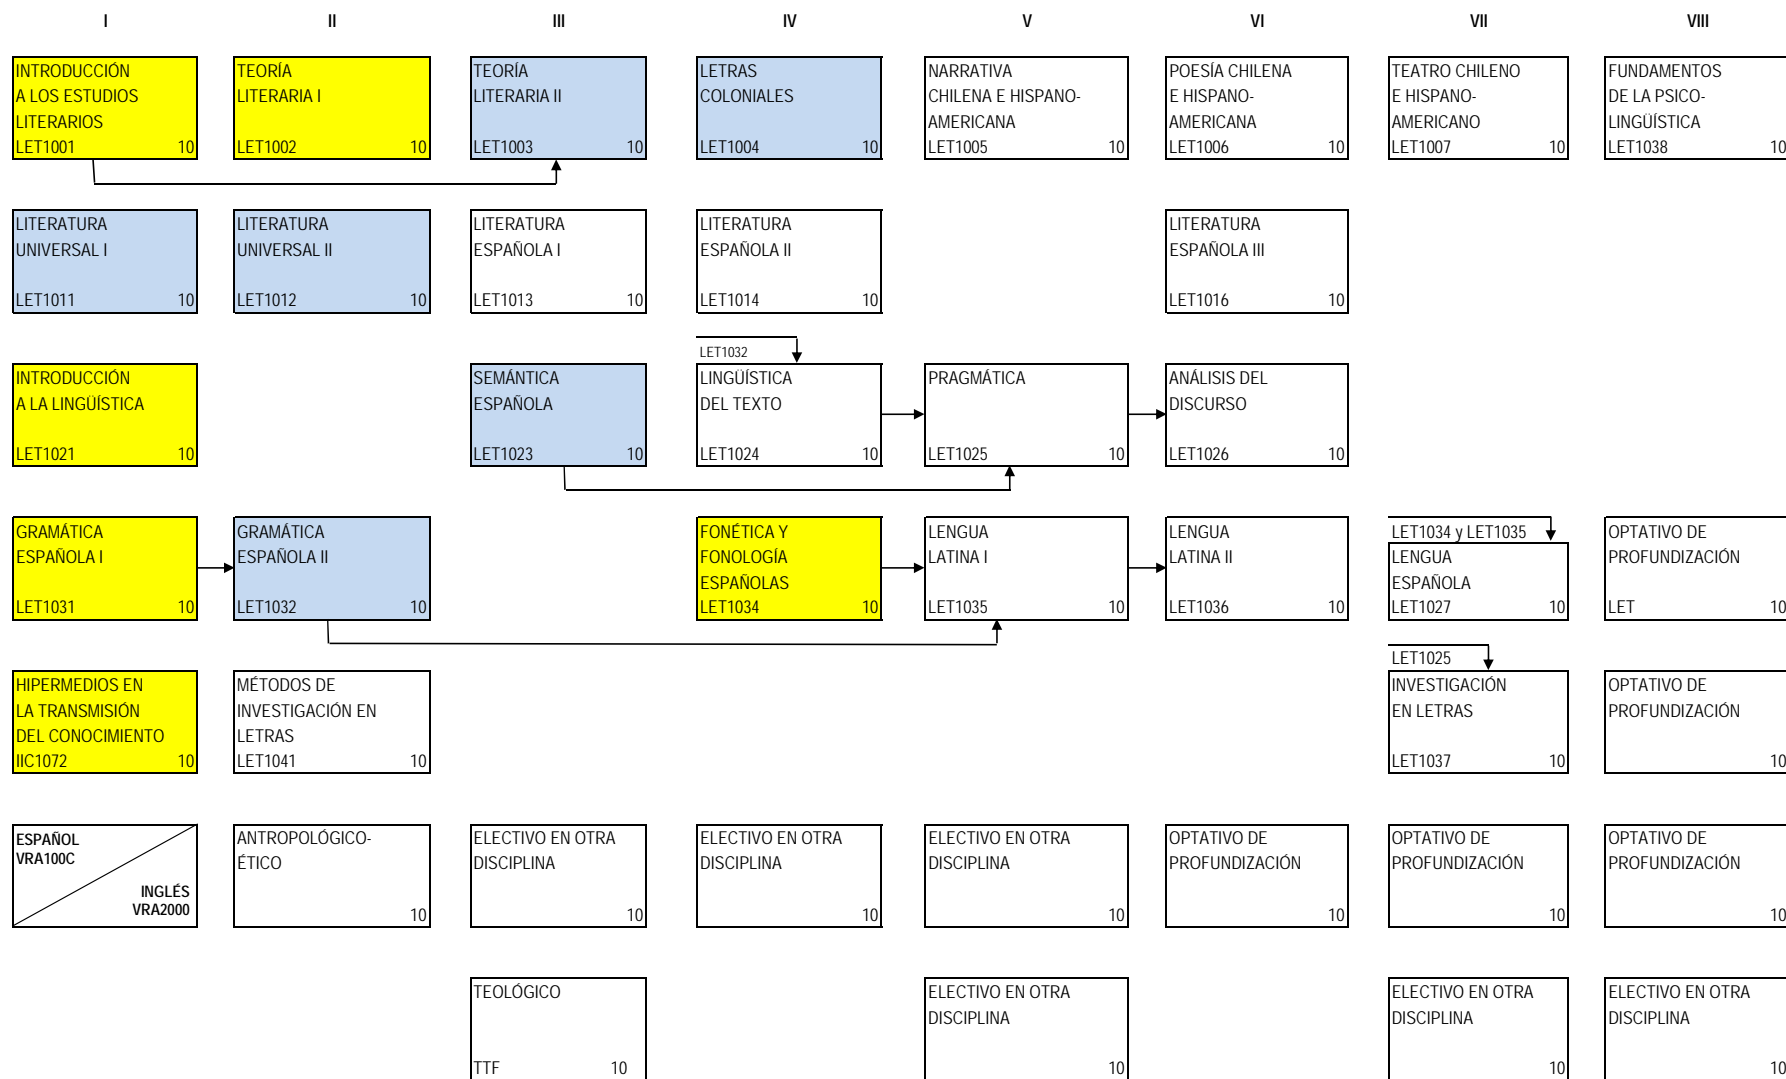 I II III IV V VI VII VIII
INTRODUCCIÓN
A LOS ESTUDIOS
LITERARIOS
LET1001 10
TEORÍA
LITERARIA I
LET1002 10
TEORÍA
LITERARIA II
LET1003 10
LETRAS
COLONIALES
LET1004 10
NARRATIVA
CHILENA E HISPANO-
AMERICANA
LET1005 10
POESÍA CHILENA
E HISPANO-
AMERICANA
LET1006 10
TEATRO CHILENO
E HISPANO-
AMERICANO
LET1007 10
FUNDAMENTOS
DE LA PSICO-
LINGÜÍSTICA
LET1038 10
LITERATURA
UNIVERSAL I
LET1011 10
LITERATURA
UNIVERSAL II
LET1012 10
LITERATURA
ESPAÑOLA I
LET1013 10
LITERATURA
ESPAÑOLA II
LET1014 10
LITERATURA
ESPAÑOLA III
LET1016 10
INTRODUCCIÓN
A LA LINGÜÍSTICA
LET1021 10
SEMÁNTICA
ESPAÑOLA
LET1023 10
LET1032
LINGÜÍSTICA
DEL TEXTO
LET1024 10
PRAGMÁTICA
LET1025 10
ANÁLISIS DEL
DISCURSO
LET1026 10
GRAMÁTICA
ESPAÑOLA I
LET1031 10
GRAMÁTICA
ESPAÑOLA II
LET1032 10
FONÉTICA Y
FONOLOGÍA
ESPAÑOLAS
LET1034 10
LENGUA
LATINA I
LET1035 10
LENGUA
LATINA II
LET1036 10
LET1034 y LET1035
LENGUA
ESPAÑOLA
LET1027 10
OPTATIVO DE
PROFUNDIZACIÓN
LET 10
HIPERMEDIOS EN
LA TRANSMISIÓN
DEL CONOCIMIENTO
IIC1072 10
MÉTODOS DE
INVESTIGACIÓN EN
LETRAS
LET1041 10
LET1025
INVESTIGACIÓN
EN LETRAS
LET1037 10
OPTATIVO DE
PROFUNDIZACIÓN
10
ESPAÑOL
VRA100C
INGLÉS
VRA2000
ANTROPOLÓGICO-
ÉTICO
10
ELECTIVO EN OTRA
DISCIPLINA
10
ELECTIVO EN OTRA
DISCIPLINA
10
ELECTIVO EN OTRA
DISCIPLINA
10
OPTATIVO DE
PROFUNDIZACIÓN
10
OPTATIVO DE
PROFUNDIZACIÓN
10
OPTATIVO DE
PROFUNDIZACIÓN
10
TEOLÓGICO
TTF 10
ELECTIVO EN OTRA
DISCIPLINA
10
ELECTIVO EN OTRA
DISCIPLINA
10
ELECTIVO EN OTRA
DISCIPLINA
10